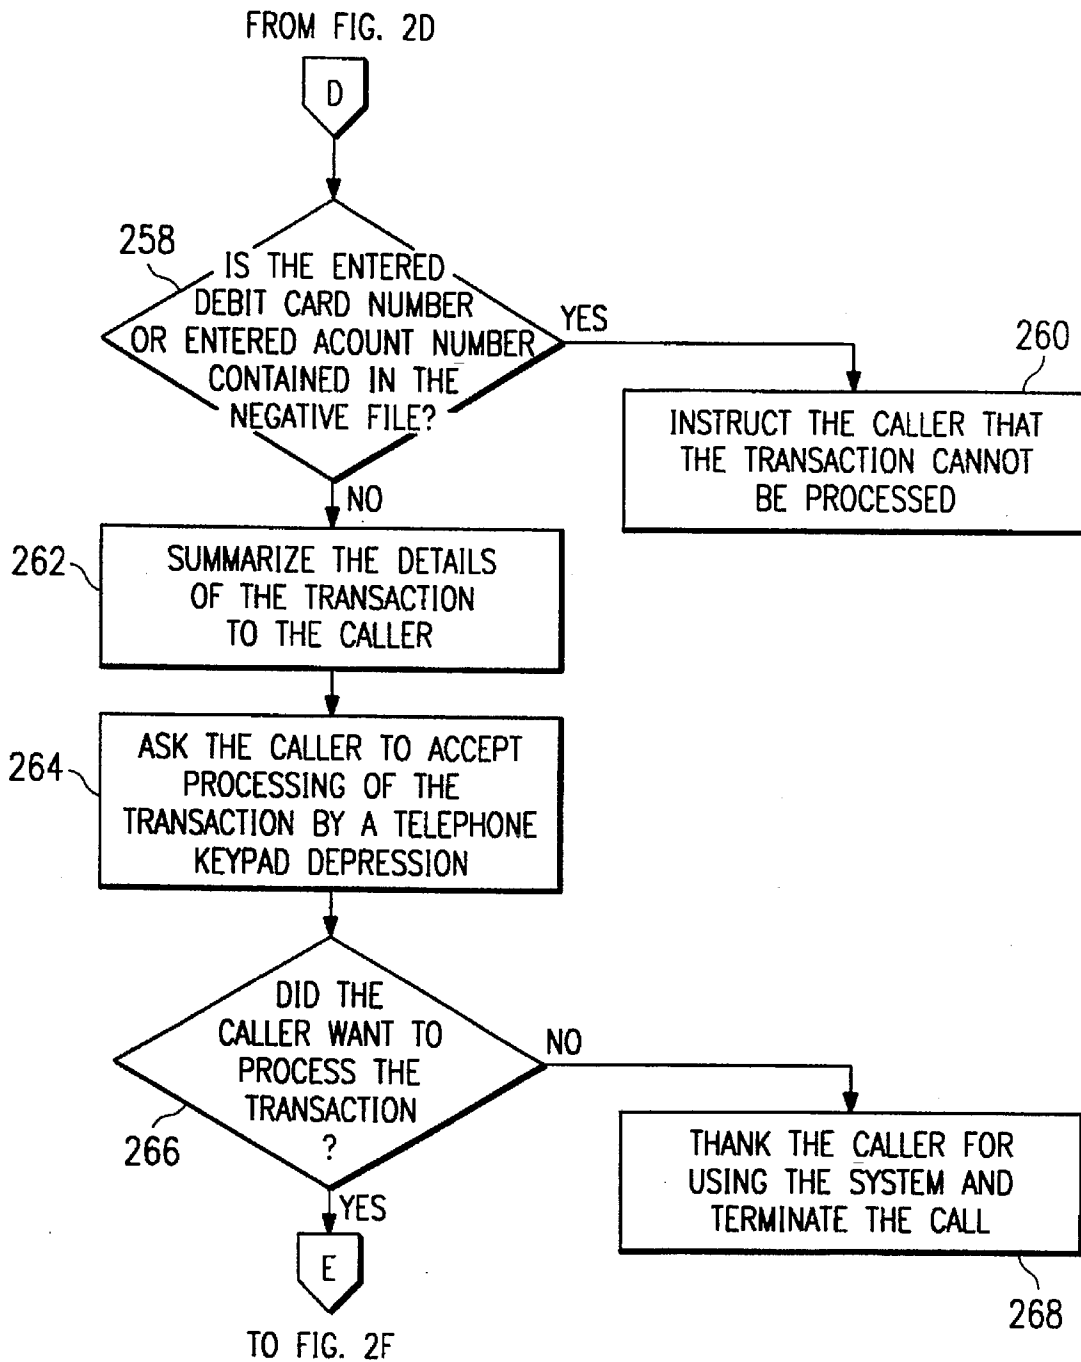 FROM FIG. 2D
D
258
IS THE ENTERED
DEBIT CARD NUMBER
OR ENTERED ACOUNT NUMBER
CONTAINED IN THE
NEGATIVE FILE?
YES
260
INSTRUCT THE CALLER THAT
THE TRANSACTION CANNOT
BE PROCESSED
NO
262
SUMMARIZE THE DETAILS
OF THE TRANSACTION
TO THE CALLER
264
ASK THE CALLER TO ACCEPT
PROCESSING OF THE
TRANSACTION BY A TELEPHONE
KEYPAD DEPRESSION
DID THE
CALLER WANT TO
PROCESS THE
TRANSACTION
?
266
NO
THANK THE CALLER FOR
USING THE SYSTEM AND
TERMINATE THE CALL
268
YES
E
TO FIG. 2F